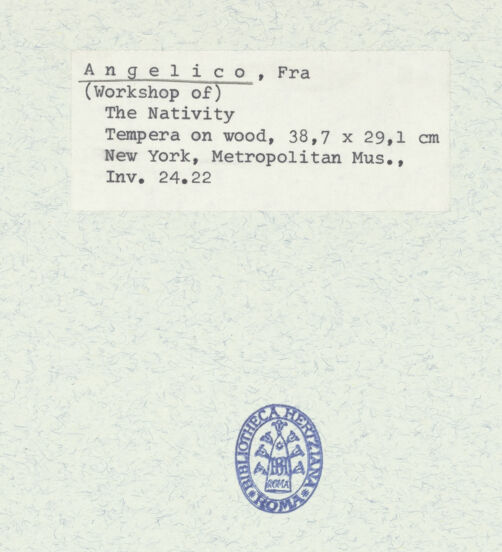 A n g e l i c o , Fra
(Workshop of)
The Nativity
Tempera on wood, 38,7 x 29,1 cm
New York, Metropolitan Mus.,
Inv. 24.22
BIBLIOTHECA HERTZIANA
ROMA
ROMA